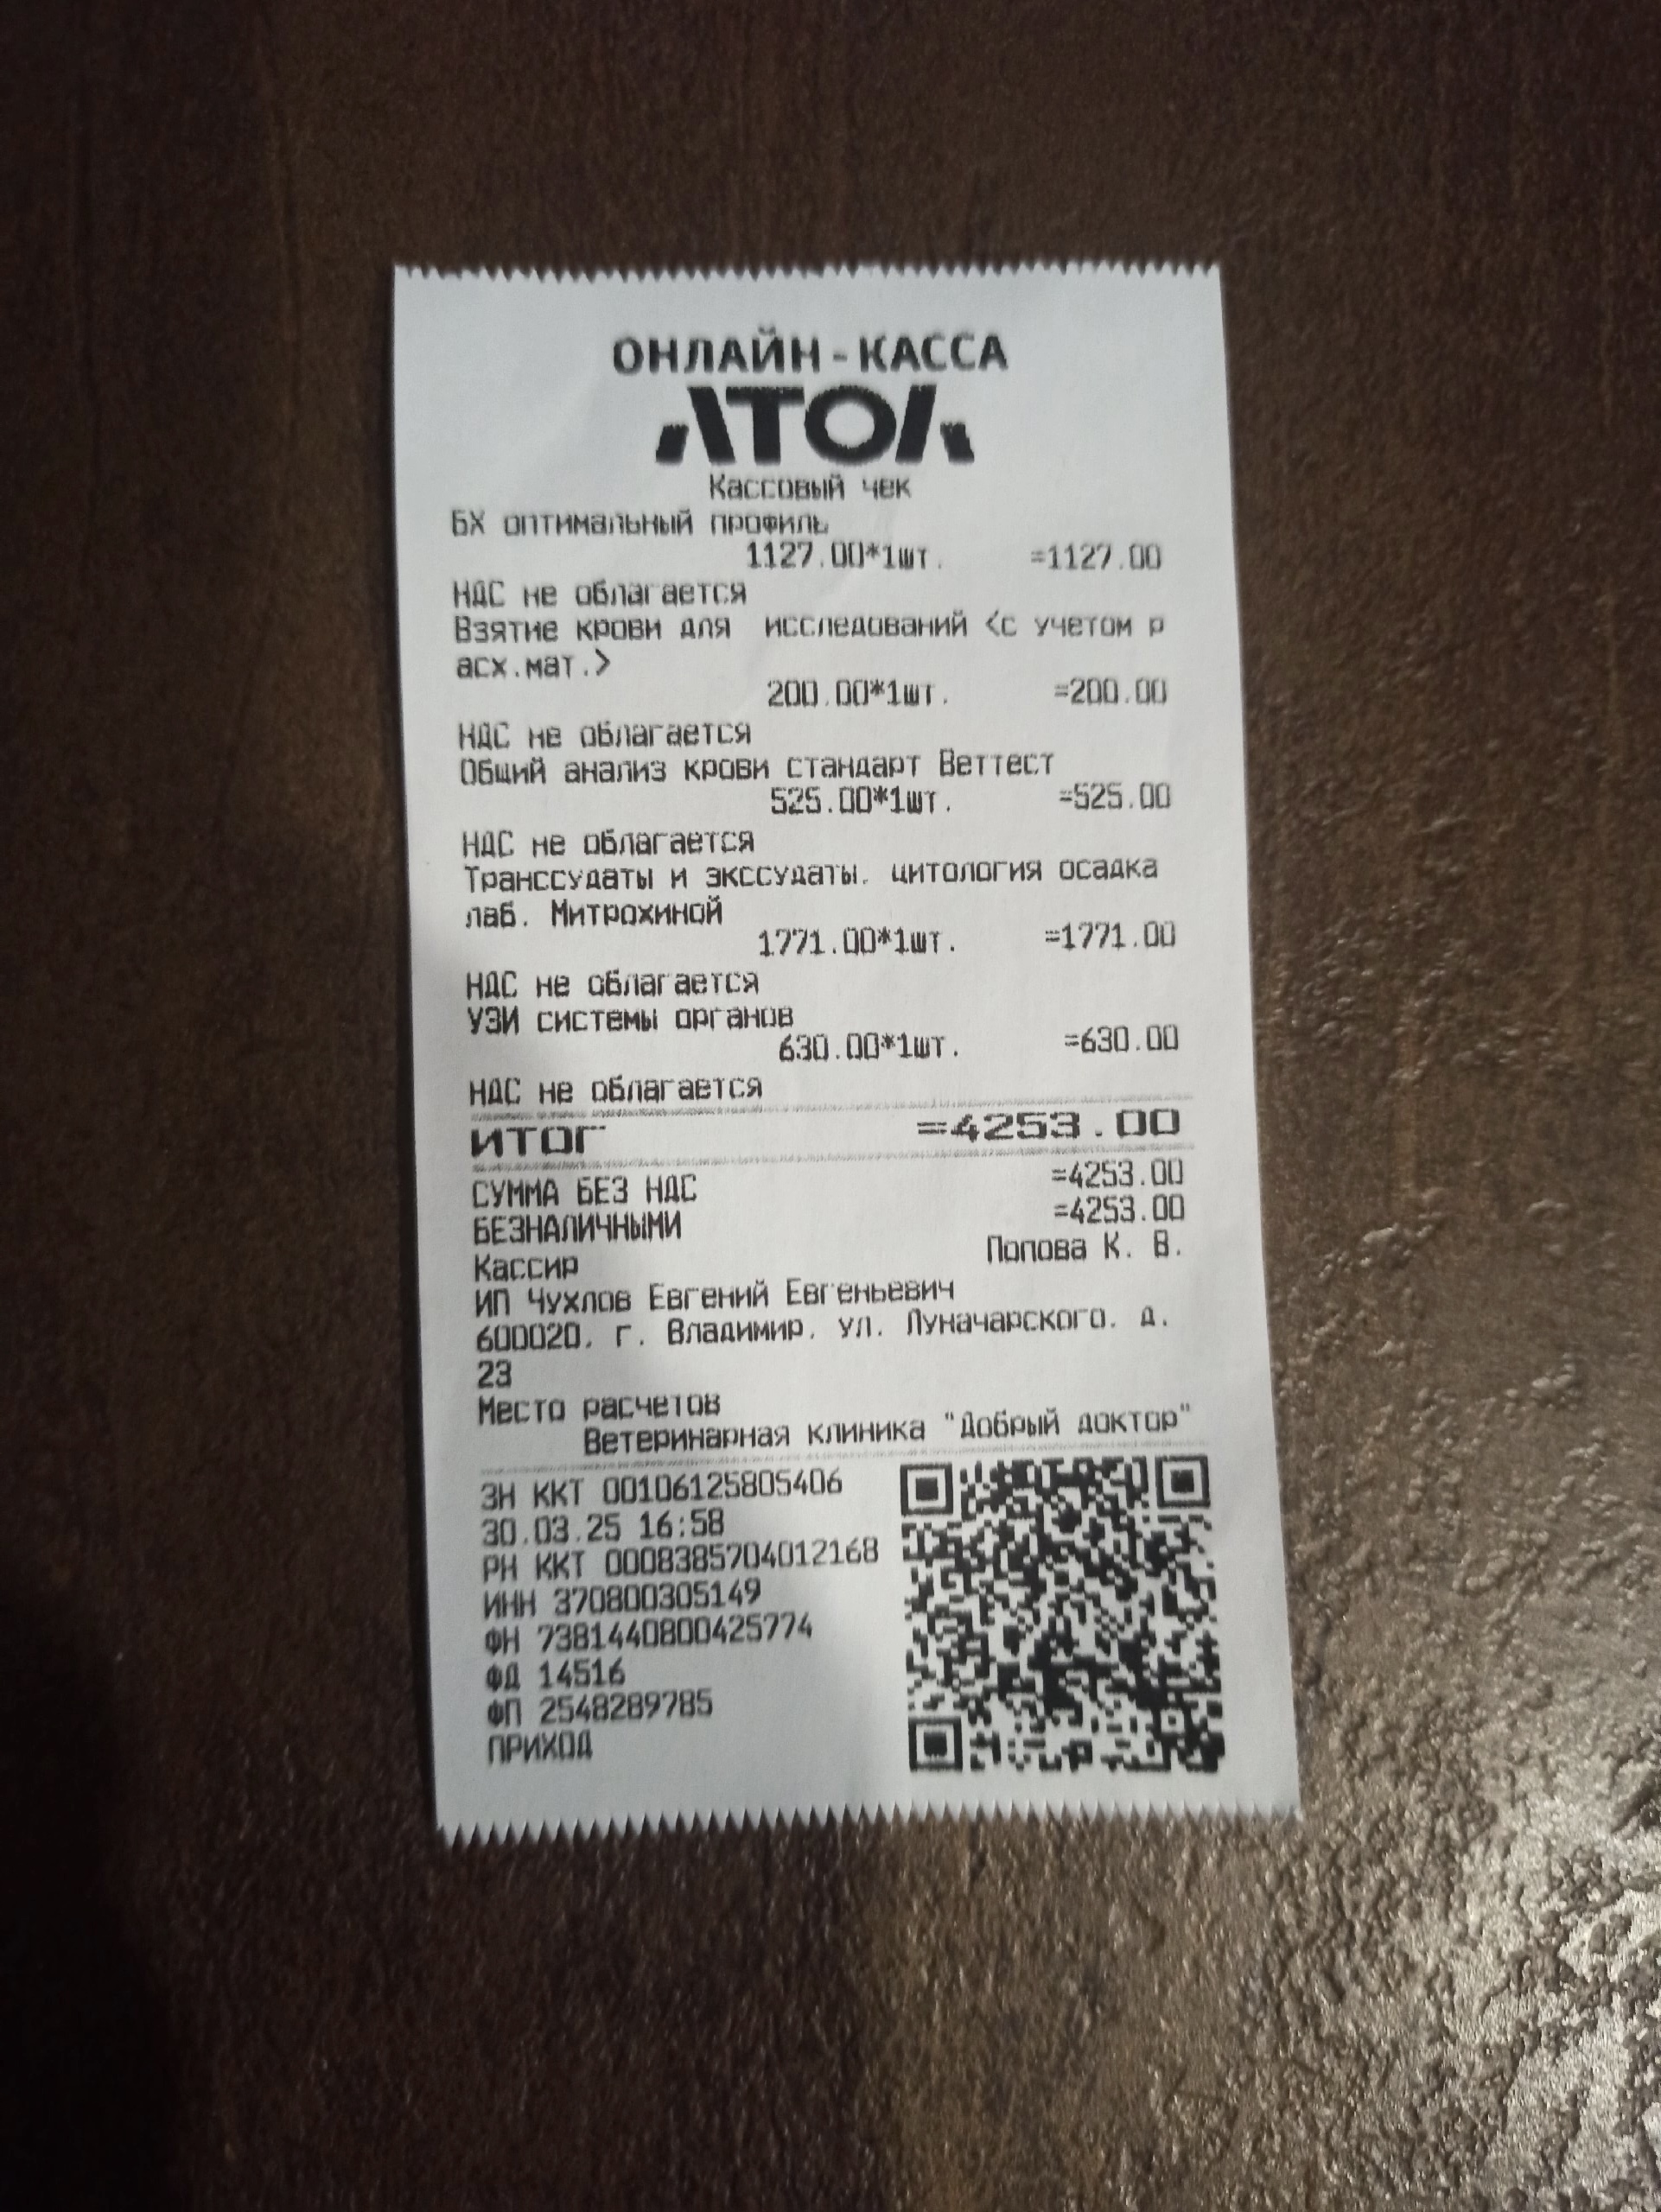 ОНЛАЙН-КАССА
АТОЛ
Кассовый чек
БХ оптимальный профиль
1127.00*1шт. =1127.00
НДС не облагается
Взятие крови для исследований <с учетом р
асх.мат.>
200.00*1шт. =200.00
НДС не облагается
Общий анализ крови стандарт Веттест
525.00*1шт. =525.00
НДС не облагается
Транссудаты и экссудаты, цитология осадка
лаб. Митрохиной
1771.00*1шт. =1771.00
НДС не облагается
УЗИ системы органов
630.00*1шт. =630.00
НДС не облагается
ИТОГ =4253.00
СУММА БЕЗ НДС =4253.00
БЕЗНАЛИЧНЫМИ =4253.00
Кассир Попова К. В.
ИП Чухлов Евгений Евгеньевич
600020, г. Владимир, ул. Луначарского, д.
23
Место расчетов
Ветеринарная клиника "Добрый доктор"
ЗН ККТ 00106125805406
30.03.25 16:58
РН ККТ 0008385704012168
ИНН 370800305149
ФН 7381440800425774
ФД 14516
ФП 2548289785
ПРИХОД